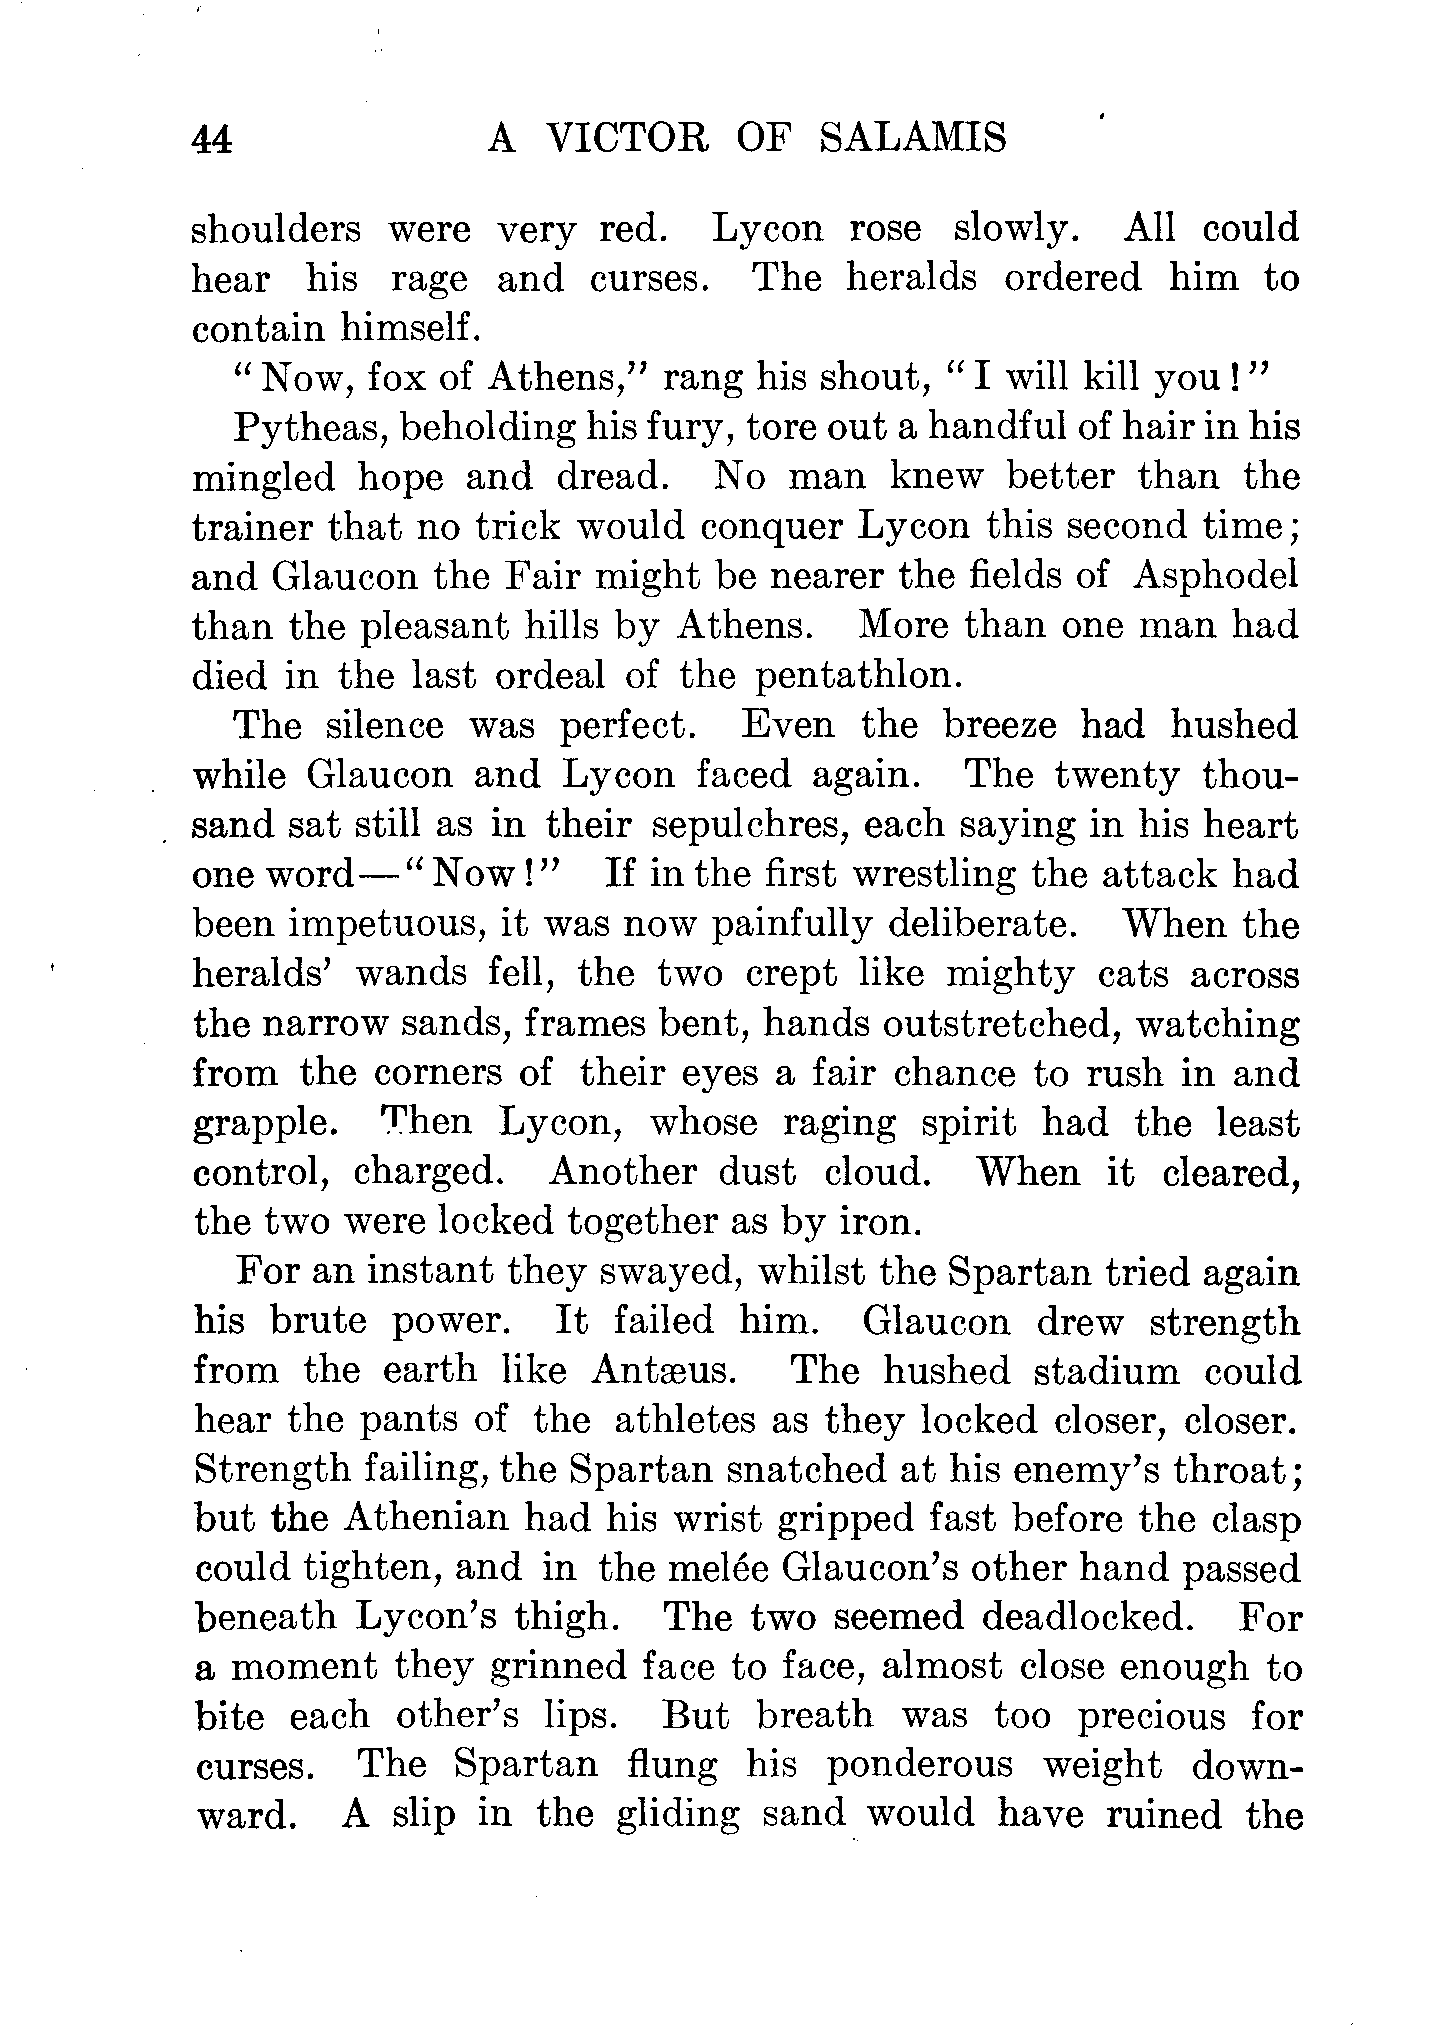 44 A VICTOR OF SALAMIS
shoulders were very red. Lycon rose slowly. All could
hear his rage and curses. The heralds ordered him to
contain himself.
“Now, fox of Athens,” rang his shout, “I will kill you!”
Pytheas, beholding his fury, tore out a handful of hair in his
mingled hope and dread. No man knew better than the
trainer that no trick would conquer Lycon this second time;
and Glaucon the Fair might be nearer the fields of Asphodel
than the pleasant hills by Athens. More than one man had
died in the last ordeal of the pentathlon.
The silence was perfect. Even the breeze had hushed
while Glaucon and Lycon faced again. The twenty thou-
sand sat still as in their sepulchres, each saying in his heart
one word—“Now!” If in the first wrestling the attack had
been impetuous, it was now painfully deliberate. When the
heralds’ wands fell, the two crept like mighty cats across
the narrow sands, frames bent, hands outstretched, watching
from the corners of their eyes a fair chance to rush in and
grapple. Then Lycon, whose raging spirit had the least
control, charged. Another dust cloud. When it cleared,
the two were locked together as by iron.
For an instant they swayed, whilst the Spartan tried again
his brute power. It failed him. Glaucon drew strength
from the earth like Antæus. The hushed stadium could
hear the pants of the athletes as they locked closer, closer.
Strength failing, the Spartan snatched at his enemy’s throat;
but the Athenian had his wrist gripped fast before the clasp
could tighten, and in the melée Glaucon’s other hand passed
beneath Lycon’s thigh. The two seemed deadlocked. For
a moment they grinned face to face, almost close enough to
bite each other’s lips. But breath was too precious for
curses. The Spartan flung his ponderous weight down-
ward. A slip in the gliding sand would have ruined the